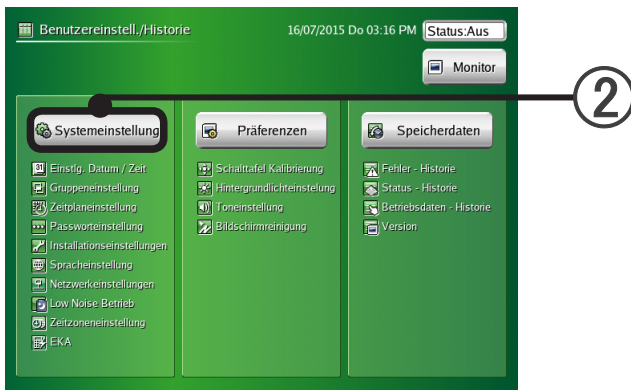 Benutzereinstell./Historie 16/07/2015 Do 03:16 PM Status:Aus
Monitor
2
Systemeinstellung
31 Einstlg. Datum / Zeit
Gruppeneinstellung
Zeitplaneinstellung
Passworteinstellung
Installationseinstellungen
Spracheinstellung
Netzwerkeinstellungen
Low Noise Betrieb
Zeitzoneneinstellung
EKA
Präferenzen
Schalttafel Kalibrierung
Hintergrundlichteinstelung
Toneinstellung
Bildschirmreinigung
Speicherdaten
Fehler - Historie
Status - Historie
Betriebsdaten - Historie
Version